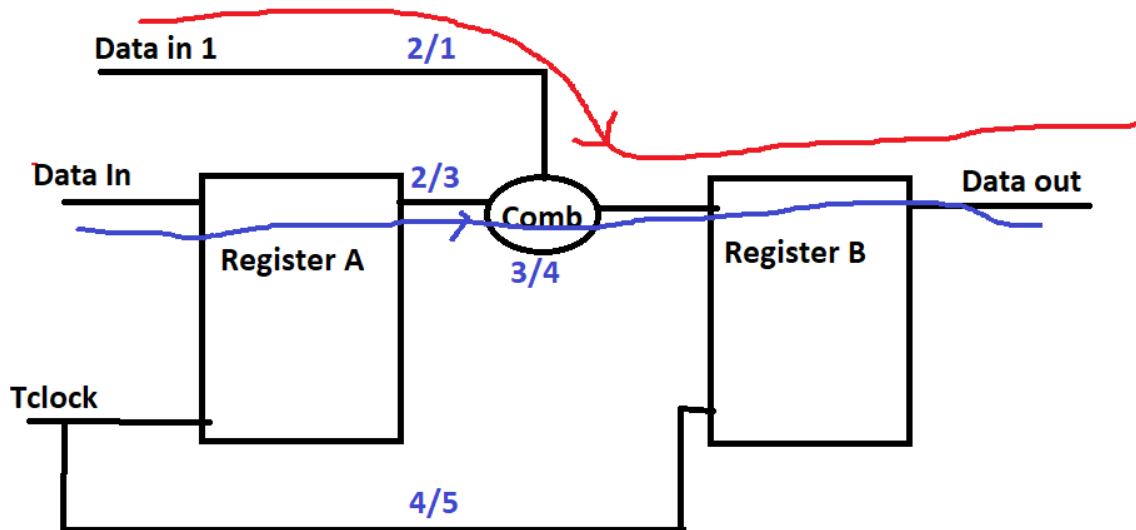 Data in 1
2/1
Data In
2/3
Comb
3/4
Register A
Register B
Data out
Tclock
4/5